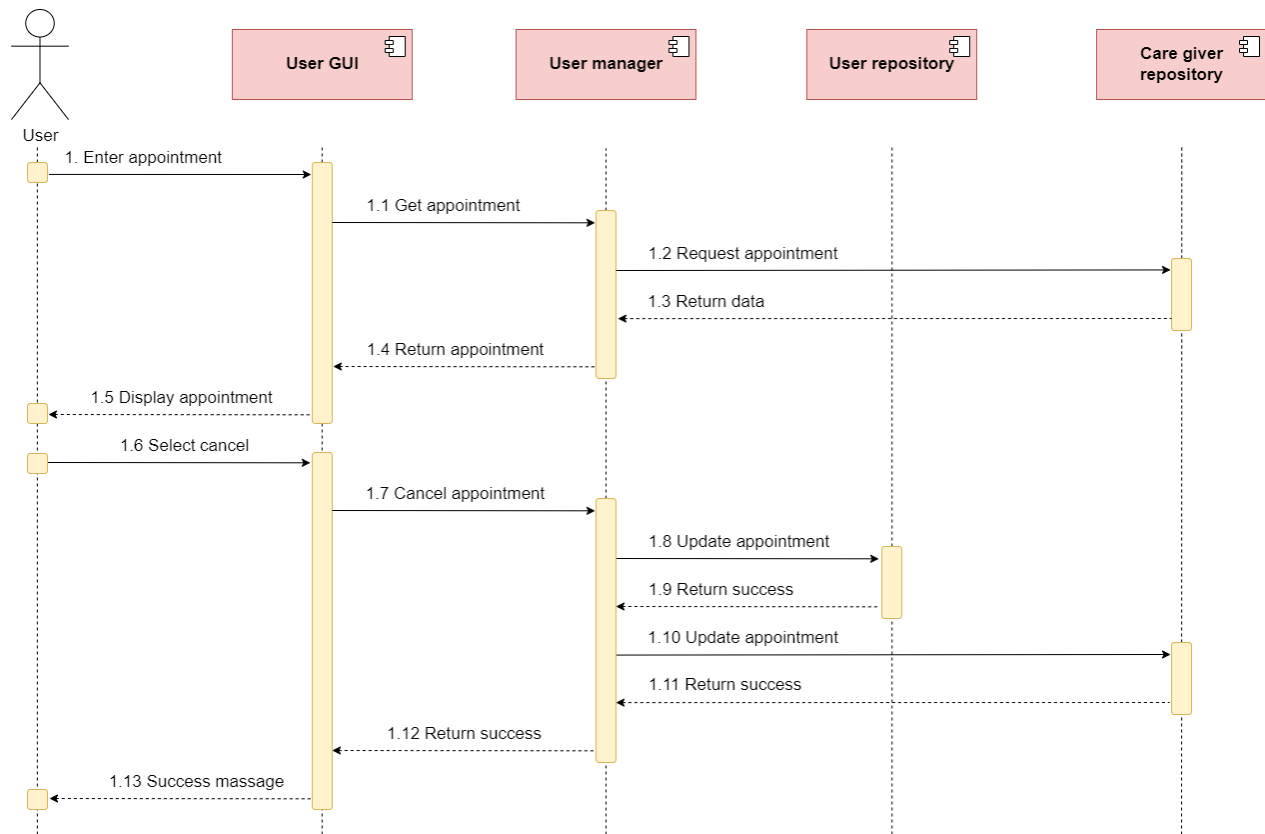 User GUI
User manager
User repository
Care giver
repository
User
1. Enter appointment
1.1 Get appointment
1.2 Request appointment
1.3 Return data
1.4 Return appointment
1.5 Display appointment
1.6 Select cancel
1.7 Cancel appointment
1.8 Update appointment
1.9 Return success
1.10 Update appointment
1.11 Return success
1.12 Return success
1.13 Success massage